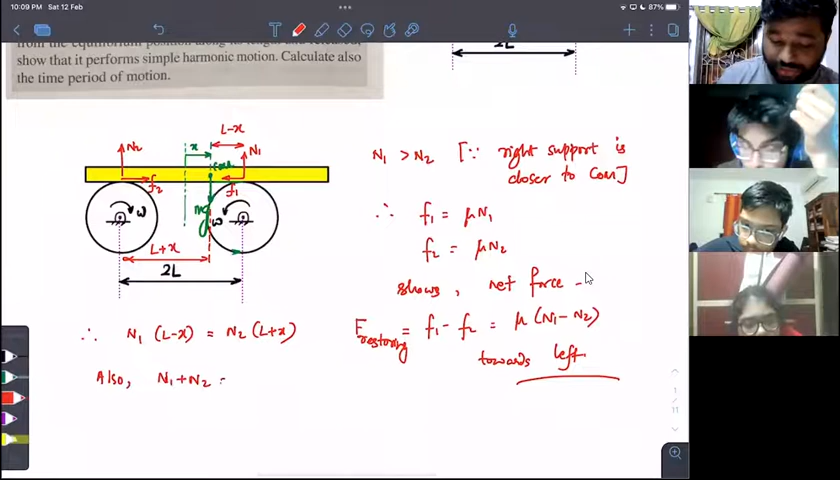 10:09 PM Sat 12 Feb
87%
from the equilibrium position along its length and released,
show that it performs simple harmonic motion. Calculate also
the time period of motion.
2L
L-x
N2
x
N1
com
f2
f1
mg
ω
ω
L+x
2L
N1 > N2 [∵ right support is
closer to com]
∴ f1 = μN1
f2 = μN2
shows, net force -
Frestoring = f1 - f2 = μ (N1 - N2)
towards left
∴ N1 (L-x) = N2 (L+x)
Also, N1+N2 =
1
11